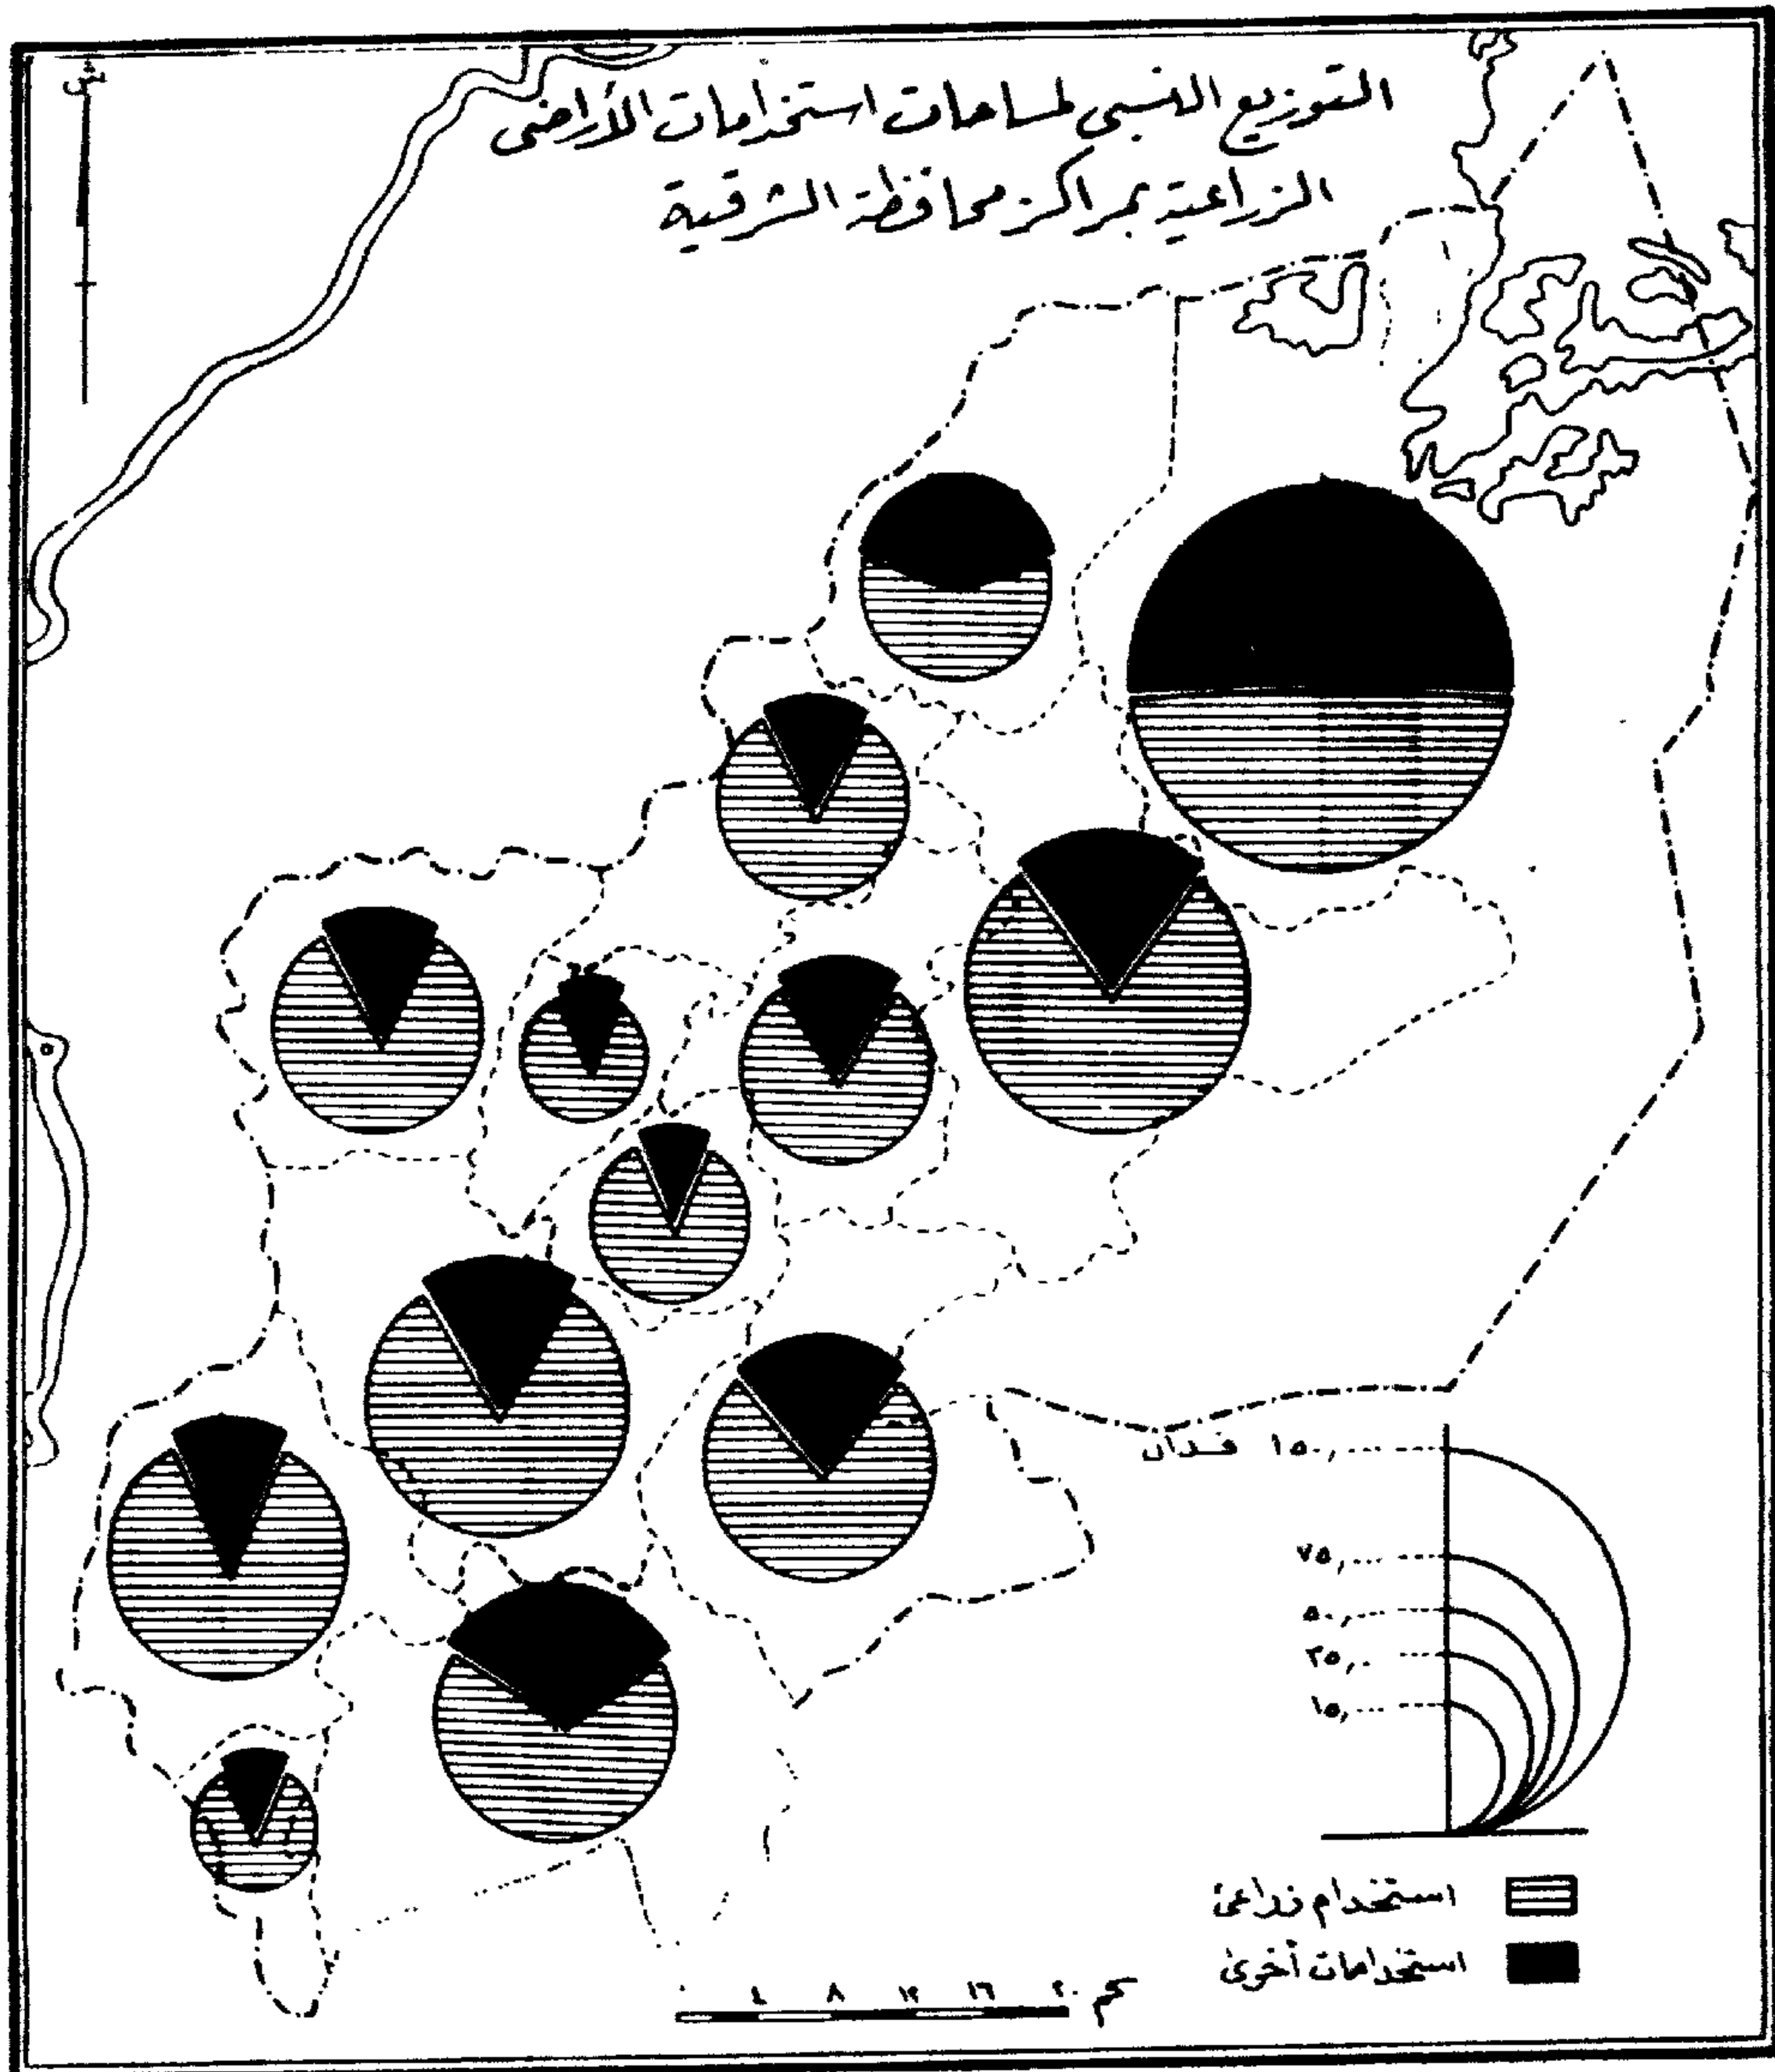 ش
التوزيع النسبى لمساحات استخدامات الأراضى
الزراعية بمراكز محافظة الشرقية
١٥٠,٠٠٠ فدان
٧٥,٠٠٠
٥٠,٠٠٠
٢٥,٠٠٠
١٥,٠٠٠
استخدام زراعى
استخدامات أخرى
٠ ٤ ٨ ١٢ ١٦ ٢٠ كم